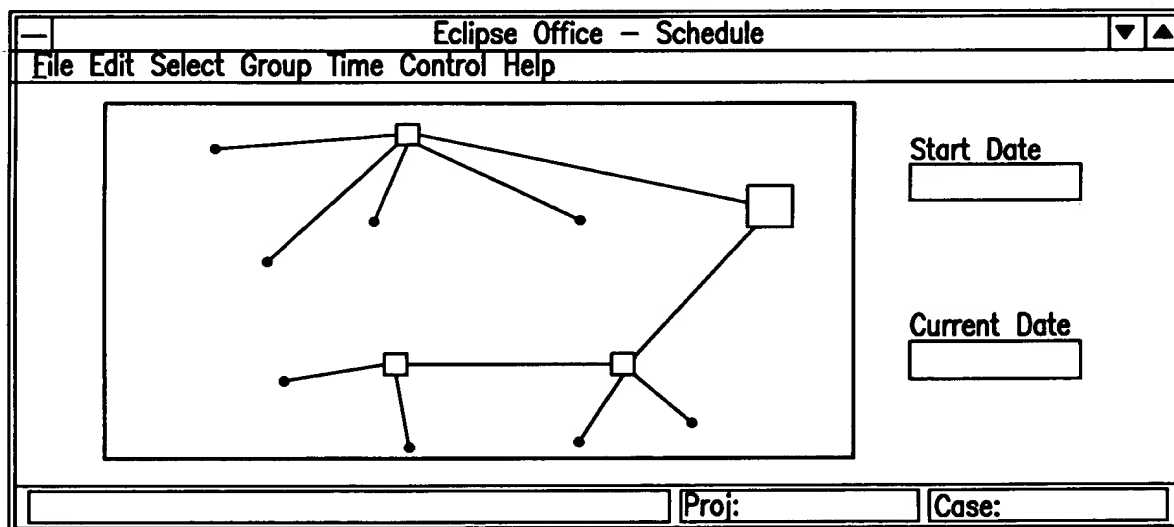 Eclipse Office – Schedule
File Edit Select Group Time Control Help
Start Date
Current Date
Proj:
Case: